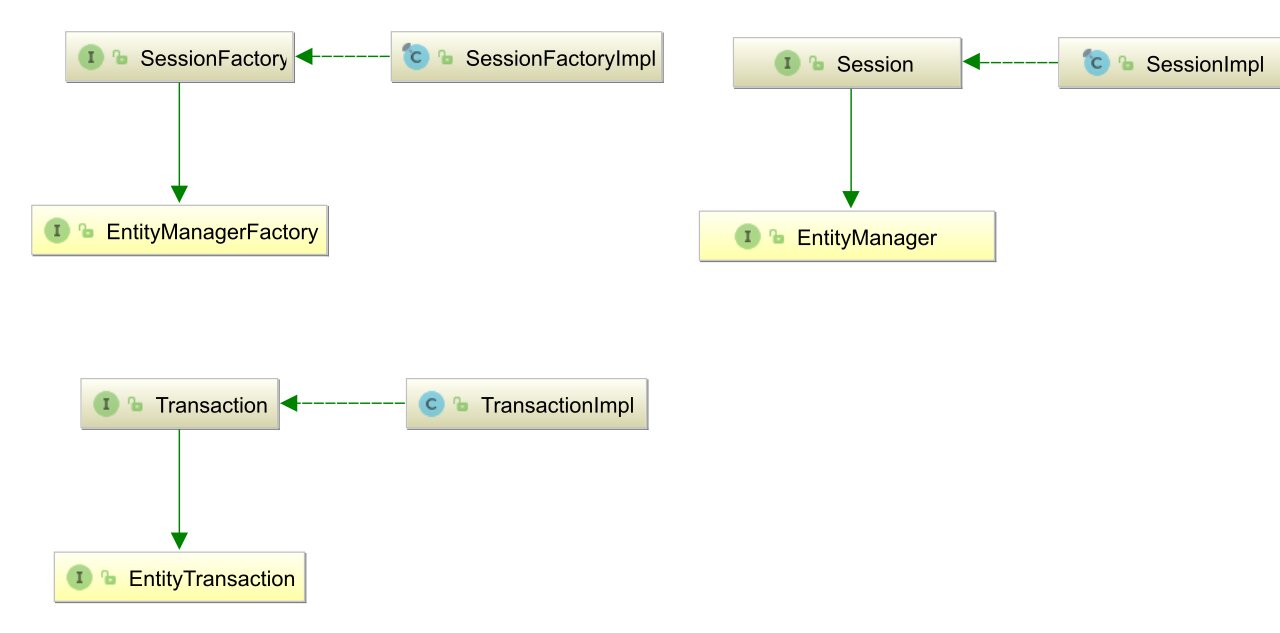 SessionFactory
SessionFactoryImpl
Session
SessionImpl
EntityManagerFactory
EntityManager
Transaction
TransactionImpl
EntityTransaction